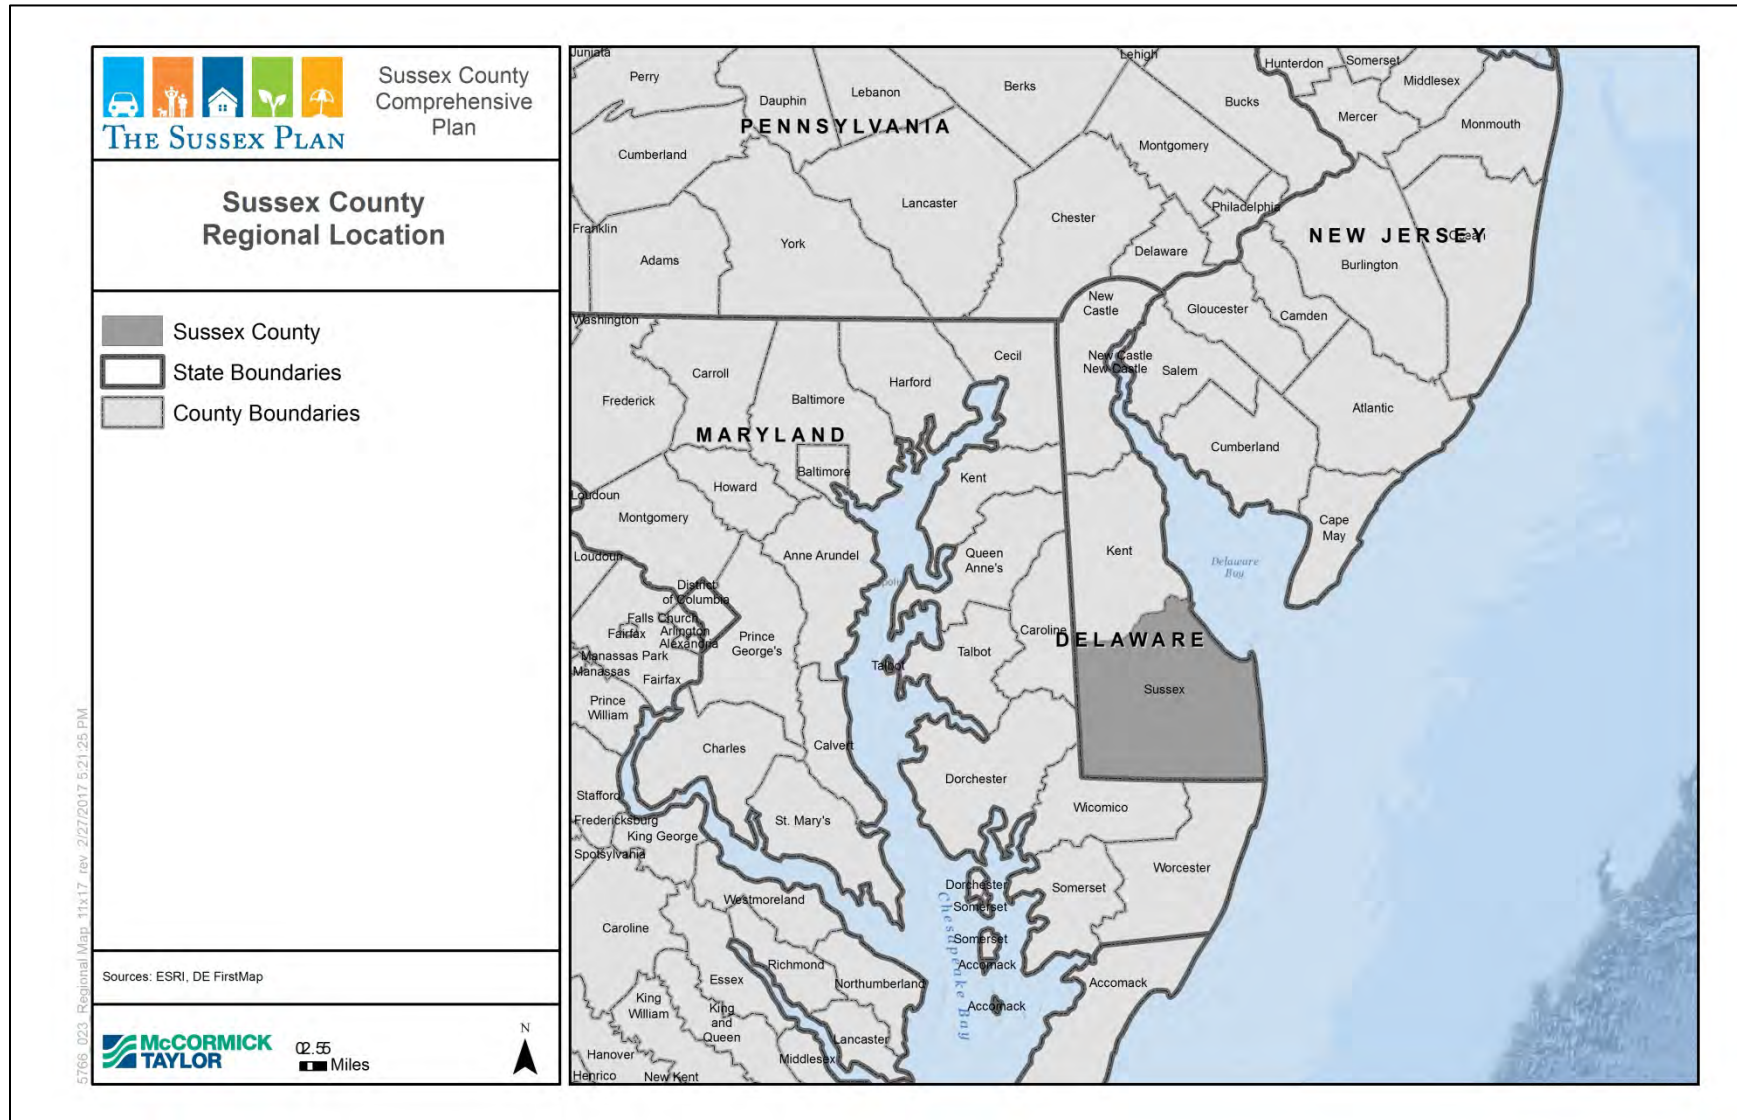 THE SUSSEX PLAN
Sussex County
Comprehensive
Plan
Sussex County
Regional Location
Sussex County
State Boundaries
County Boundaries
Sources: ESRI, DE FirstMap
McCORMICK
TAYLOR
02.55
Miles
N
5766_023_Regional Map_11x17_rev_2/27/2017 5:21:25 PM
Juniata
Lehigh
Hunterdon
Somerset
Perry
Dauphin
Lebanon
Berks
Bucks
Middlesex
Mercer
Monmouth
PENNSYLVANIA
Cumberland
Montgomery
Lancaster
Chester
Philadelphia
Franklin
York
Adams
Delaware
NEW JERSEY
Ocean
Burlington
New
Castle
Gloucester
Camden
Washington
Cecil
New Castle
New Castle
Salem
Carroll
Harford
Frederick
Baltimore
Atlantic
MARYLAND
Cumberland
Baltimore
Howard
Kent
Loudoun
Montgomery
Cape
May
Loudoun
Anne Arundel
Queen
Anne's
Kent
Delaware
Bay
District
of Columbia
Falls Church
Fairfax
Arlington
Alexandria
Prince
George's
Caroline
DELAWARE
Talbot
Talbot
Manassas Park
Manassas
Fairfax
Sussex
Prince
William
Charles
Calvert
Dorchester
Wicomico
Stafford
Fredericksburg
King George
St. Mary's
Spotsylvania
Worcester
Dorchester
Somerset
Somerset
Westmoreland
Chesapeake Bay
Caroline
Somerset
Accomack
Richmond
Essex
Northumberland
Accomack
King
William
King
and
Queen
Accomack
Lancaster
Hanover
Middlesex
Henrico
New Kent